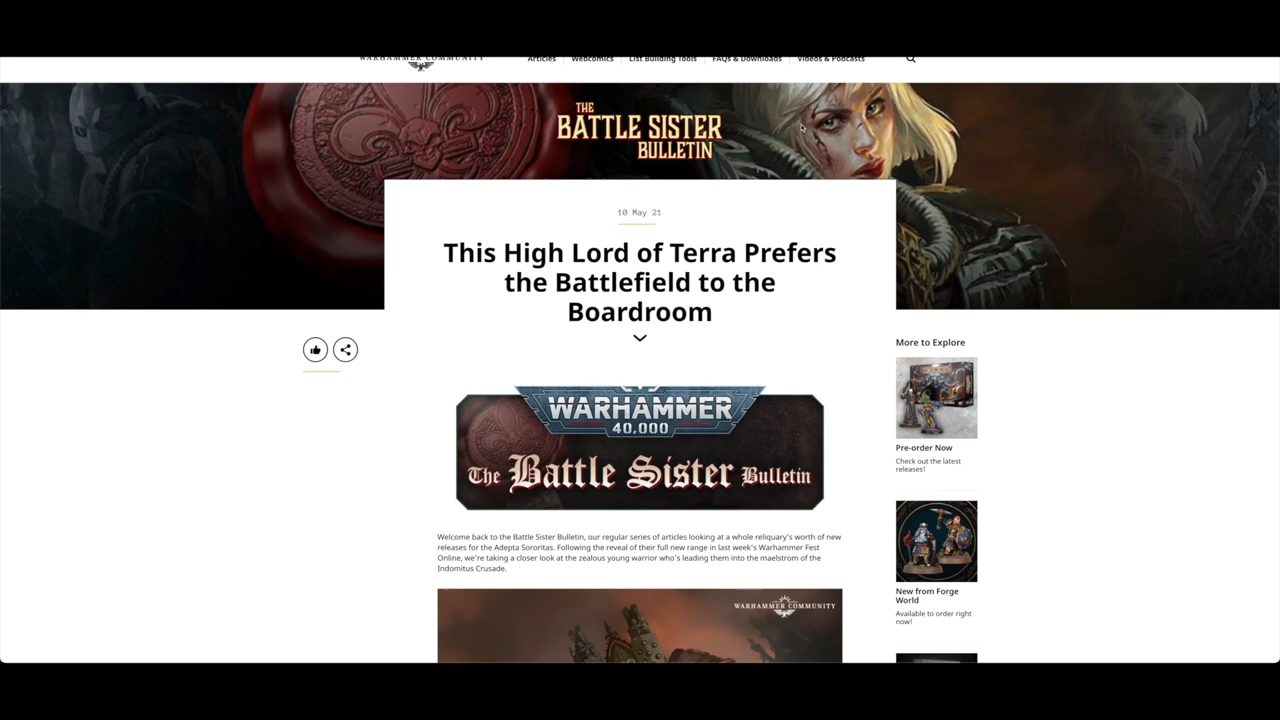 WARHAMMER COMMUNITY
Articles
Webcomics
List Building Tools
FAQs & Downloads
Videos & Podcasts
THE
BATTLE SISTER
BULLETIN
10 May 21
This High Lord of Terra Prefers
the Battlefield to the
Boardroom
WARHAMMER
40,000
The Battle Sister Bulletin
Welcome back to the Battle Sister Bulletin, our regular series of articles looking at a whole reliquary's worth of new
releases for the Adepta Sororitas. Following the reveal of their full new range in last week's Warhammer Fest
Online, we're taking a closer look at the zealous young warrior who's leading them into the maelstrom of the
Indomitus Crusade.
WARHAMMER COMMUNITY
More to Explore
Pre-order Now
Check out the latest
releases!
New from Forge
World
Available to order right
now!